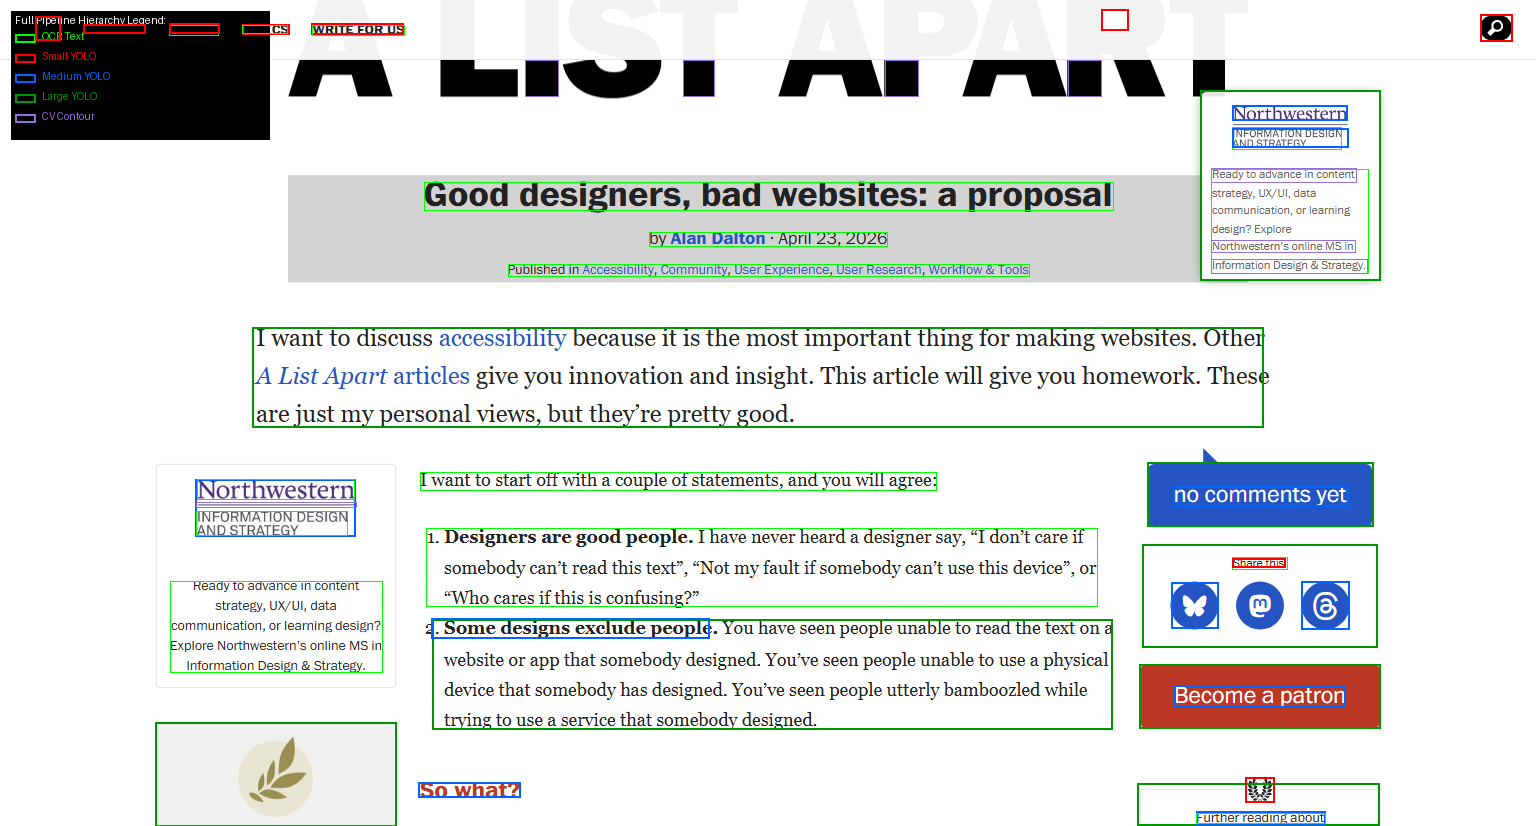 Full Pipeline Hierarchy Legend:
OCR Text
Small YOLO
Medium YOLO
Large YOLO
CV Contour
CS
WRITE FOR US
A LIST APART
Northwestern
INFORMATION DESIGN
AND STRATEGY
Ready to advance in content
strategy, UX/UI, data
communication, or learning
design? Explore
Northwestern's online MS in
Information Design & Strategy.
Good designers, bad websites: a proposal
by Alan Dalton · April 23, 2026
Published in Accessibility, Community, User Experience, User Research, Workflow & Tools
I want to discuss accessibility because it is the most important thing for making websites. Other
A List Apart articles give you innovation and insight. This article will give you homework. These
are just my personal views, but they’re pretty good.
Northwestern
INFORMATION DESIGN
AND STRATEGY
Ready to advance in content
strategy, UX/UI, data
communication, or learning design?
Explore Northwestern's online MS in
Information Design & Strategy.
I want to start off with a couple of statements, and you will agree:
1. Designers are good people. I have never heard a designer say, “I don’t care if
somebody can’t read this text”, “Not my fault if somebody can’t use this device”, or
“Who cares if this is confusing?”
2. Some designs exclude people. You have seen people unable to read the text on a
website or app that somebody designed. You’ve seen people unable to use a physical
device that somebody has designed. You’ve seen people utterly bamboozled while
trying to use a service that somebody designed.
So what?
no comments yet
Share this
Become a patron
Further reading about